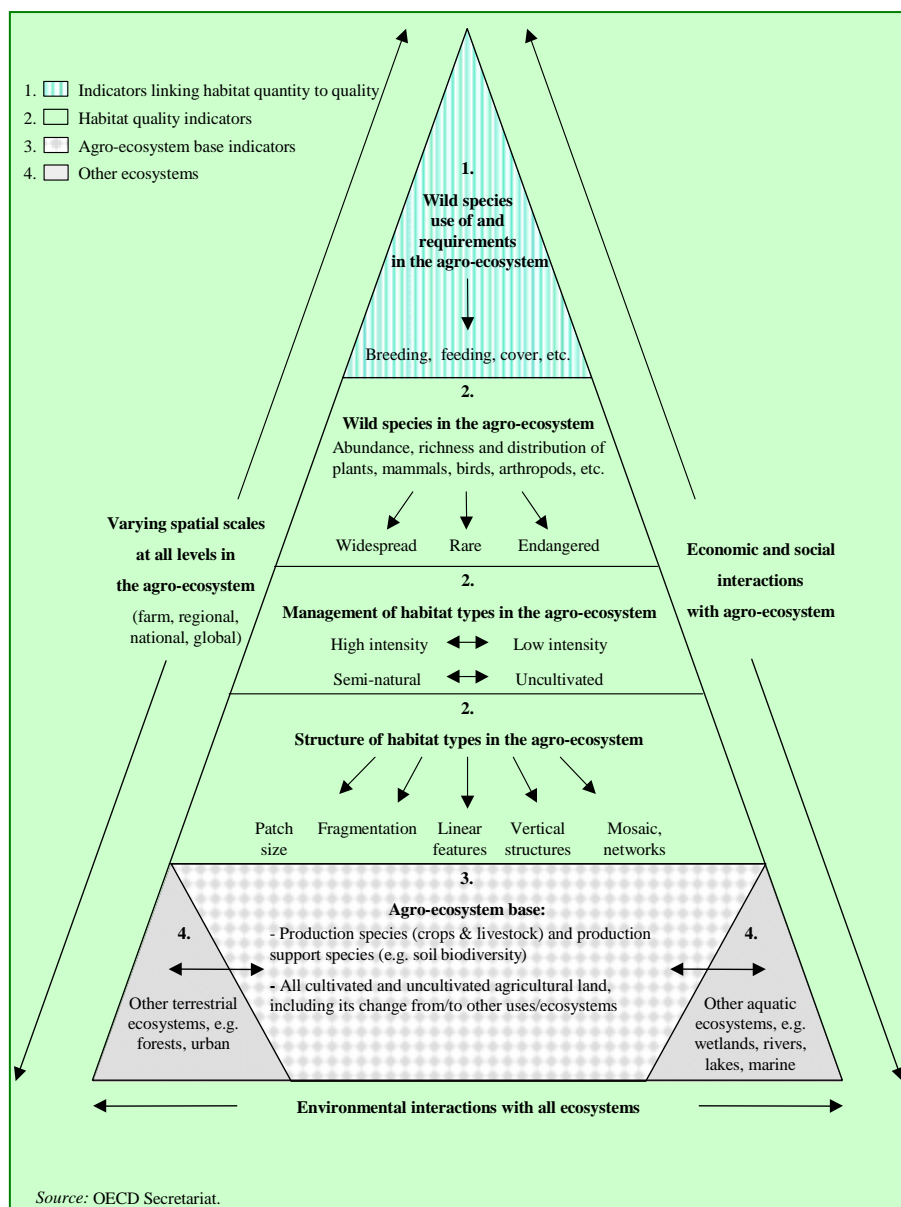 1. Indicators linking habitat quantity to quality
2. Habitat quality indicators
3. Agro-ecosystem base indicators
4. Other ecosystems
1.
Wild species
use of and
requirements
in the agro-ecosystem
Breeding, feeding, cover, etc.
2.
Wild species in the agro-ecosystem
Abundance, richness and distribution of
plants, mammals, birds, arthropods, etc.
Widespread Rare Endangered
Varying spatial scales
at all levels in
the agro-ecosystem
(farm, regional,
national, global)
Economic and social
interactions
with agro-ecosystem
2.
Management of habitat types in the agro-ecosystem
High intensity Low intensity
Semi-natural Uncultivated
2.
Structure of habitat types in the agro-ecosystem
Patch
size
Fragmentation
Linear
features
Vertical
structures
Mosaic,
networks
3.
Agro-ecosystem base:
- Production species (crops & livestock) and production
support species (e.g. soil biodiversity)
- All cultivated and uncultivated agricultural land,
including its change from/to other uses/ecosystems
4.
Other terrestrial
ecosystems, e.g.
forests, urban
4.
Other aquatic
ecosystems, e.g.
wetlands, rivers,
lakes, marine
Environmental interactions with all ecosystems
Source: OECD Secretariat.